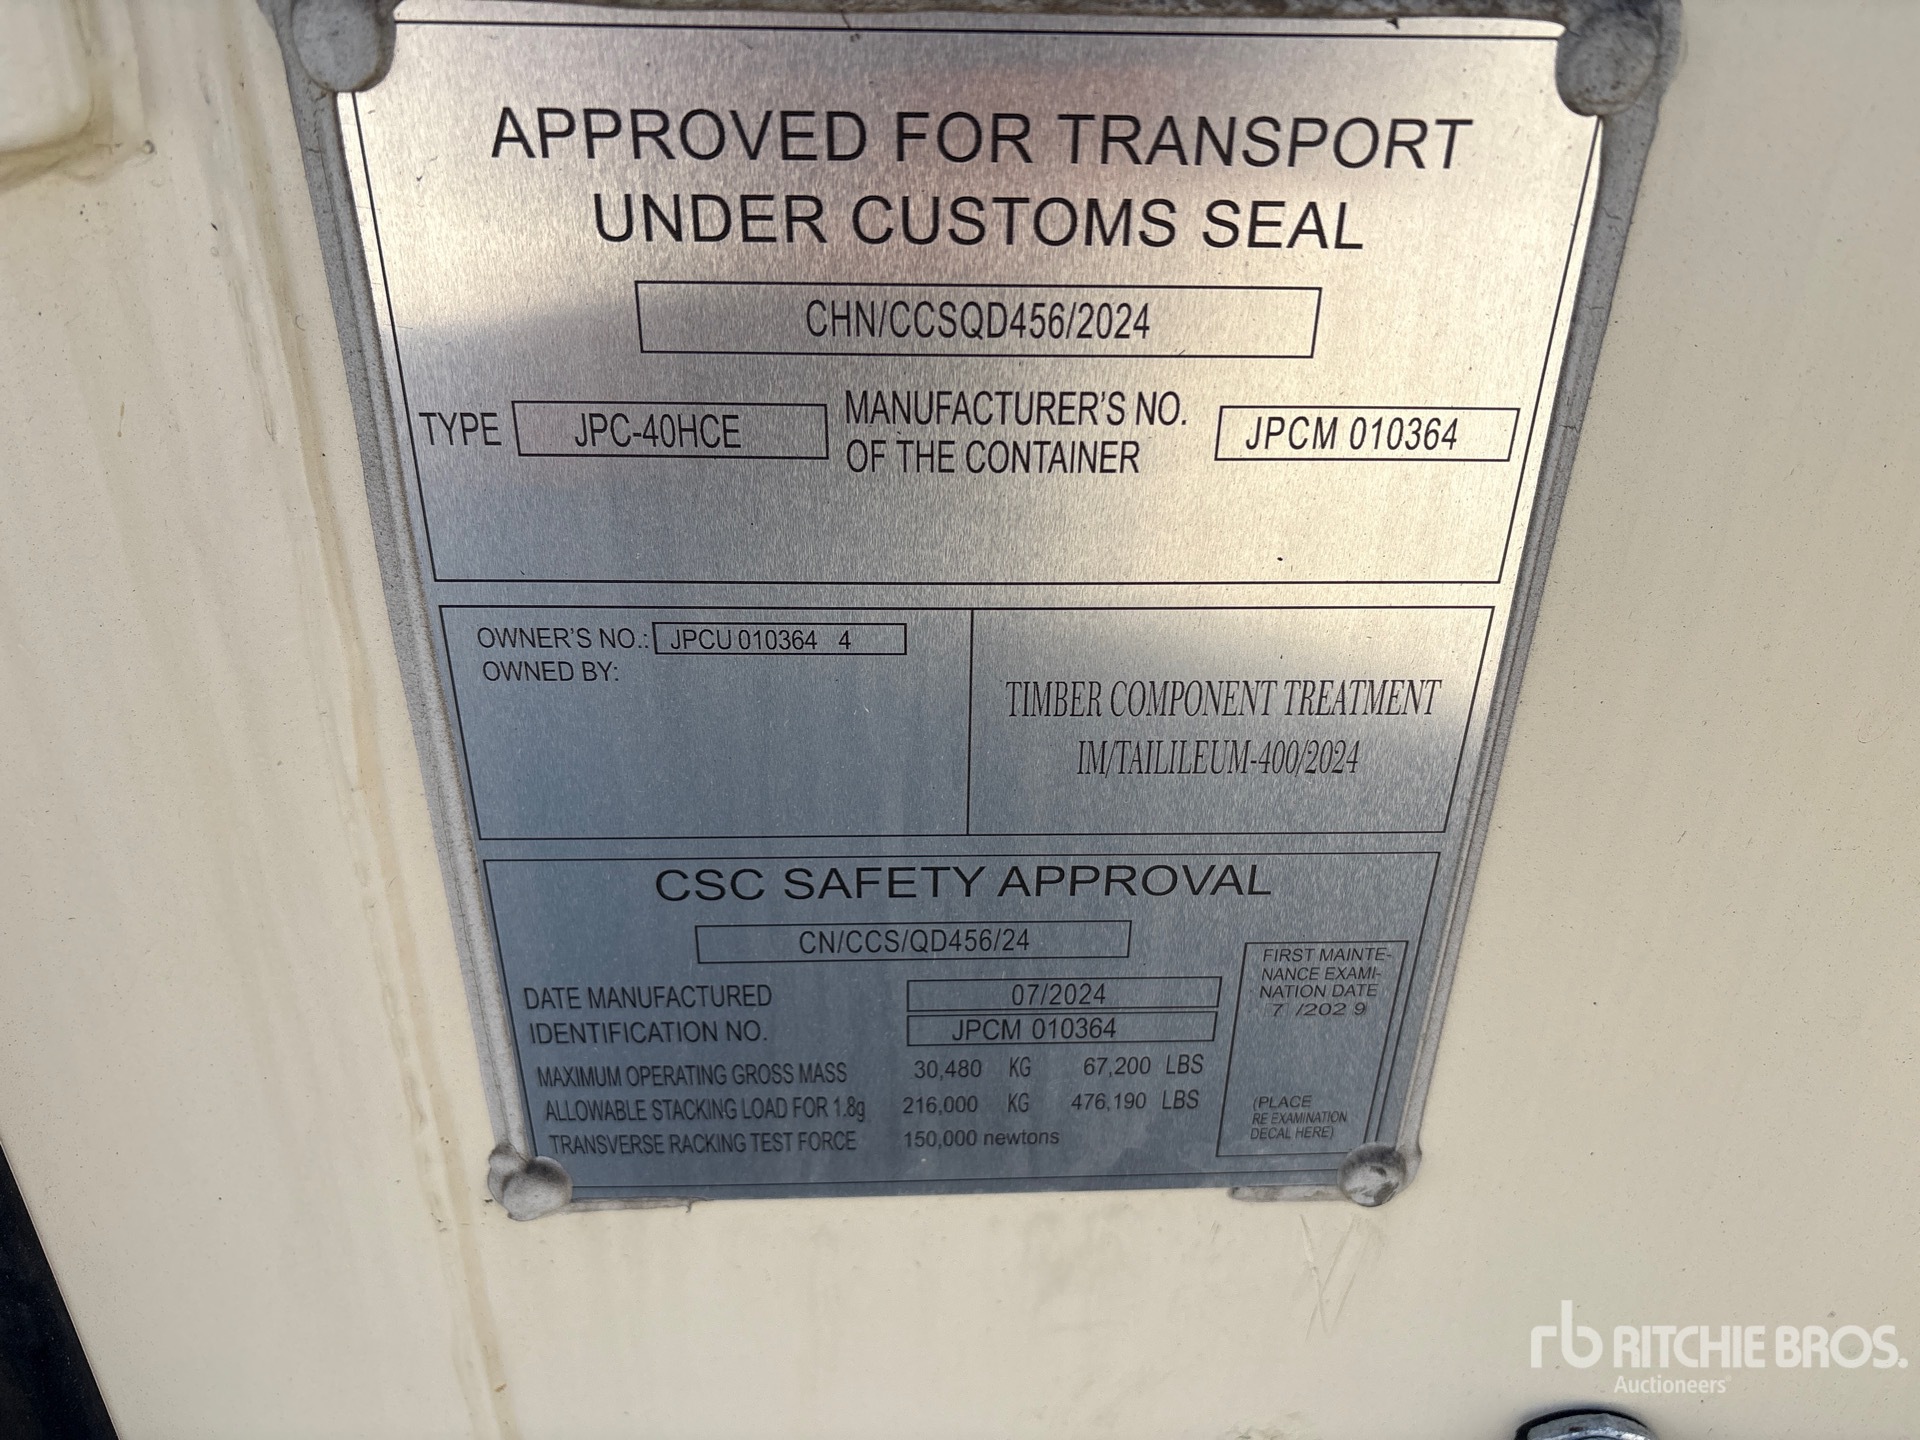 APPROVED FOR TRANSPORT
UNDER CUSTOMS SEAL
CHN/CCSQD456/2024
TYPE JPC-40HCE MANUFACTURER'S NO. OF THE CONTAINER JPCM 010364
OWNER'S NO.: JPCU 010364 4
OWNED BY:
TIMBER COMPONENT TREATMENT
IM/TAILILEUM-400/2024
CSC SAFETY APPROVAL
CN/CCS/QD456/24
DATE MANUFACTURED 07/2024
IDENTIFICATION NO. JPCM 010364
MAXIMUM OPERATING GROSS MASS 30,480 KG 67,200 LBS
ALLOWABLE STACKING LOAD FOR 1.8g 216,000 KG 476,190 LBS
TRANSVERSE RACKING TEST FORCE 150,000 newtons
FIRST MAINTE-
NANCE EXAMI-
NATION DATE
7 /202 9
(PLACE
RE EXAMINATION
DECAL HERE)
rb RITCHIE BROS.
Auctioneers